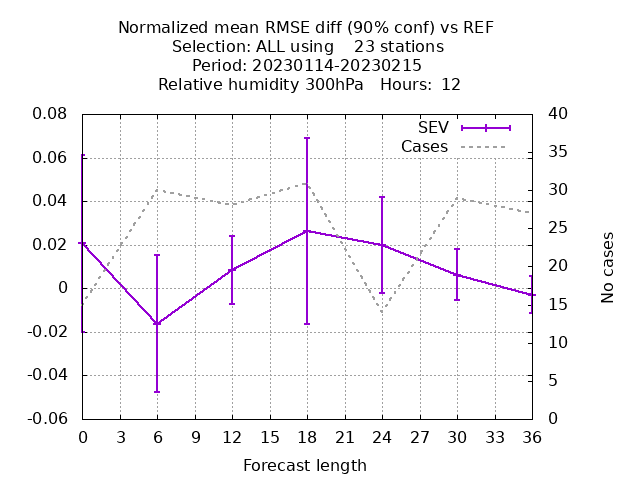 Normalized mean RMSE diff (90% conf) vs REF
Selection: ALL using    23 stations
Period: 20230114-20230215
Relative humidity 300hPa   Hours:  12
SEV
Cases
0.08
0.06
0.04
0.02
0
-0.02
-0.04
-0.06
40
35
30
25
20
15
10
5
0
No cases
0 3 6 9 12 15 18 21 24 27 30 33 36
Forecast length